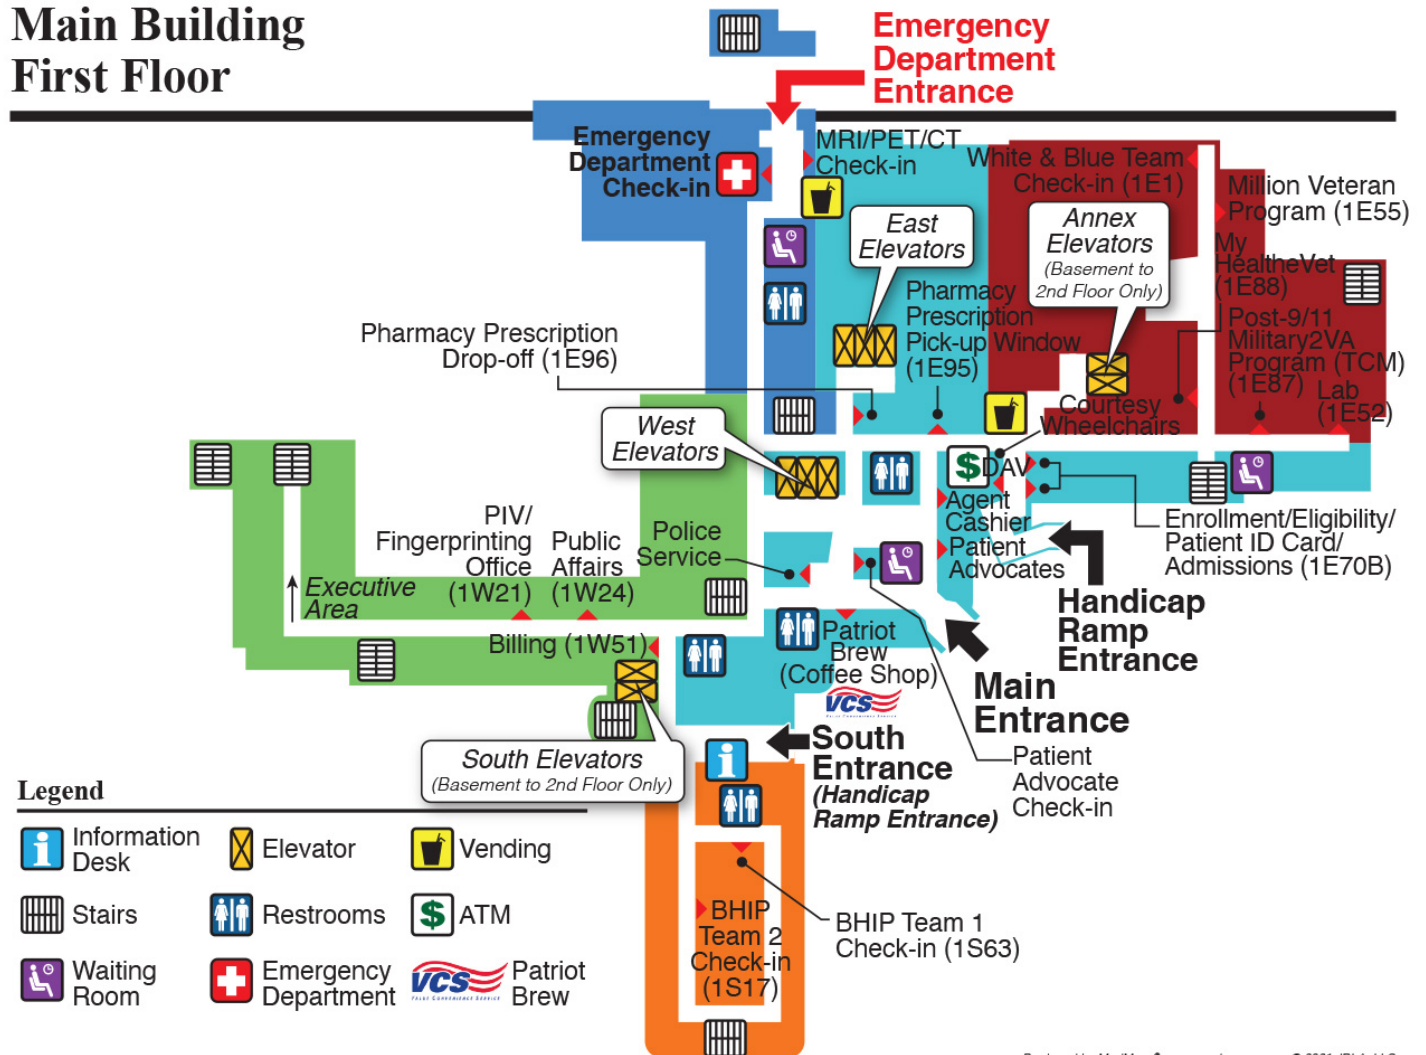 Main Building
First Floor
Emergency
Department
Entrance
Emergency
Department
Check-in
MRI/PET/CT
Check-in
White & Blue Team
Check-in (1E1)
Million Veteran
Program (1E55)
East
Elevators
Annex
Elevators
(Basement to
2nd Floor Only)
My
HealtheVet
(1E88)
Pharmacy
Prescription
Pick-up Window
(1E95)
Post-9/11
Military2VA
Program (TCM)
(1E87)
Lab
(1E52)
Pharmacy Prescription
Drop-off (1E96)
West
Elevators
Courtesy
Wheelchairs
$
DAV
Agent
Cashier
Patient
Advocates
Enrollment/Eligibility/
Patient ID Card/
Admissions (1E70B)
PIV/
Fingerprinting
Office
(1W21)
Public
Affairs
(1W24)
Police
Service
Executive
Area
Billing (1W51)
Patriot
Brew
(Coffee Shop)
VCS
Handicap
Ramp
Entrance
Main
Entrance
South
Entrance
(Handicap
Ramp Entrance)
Patient
Advocate
Check-in
South Elevators
(Basement to 2nd Floor Only)
i
BHIP
Team 2
Check-in
(1S17)
BHIP Team 1
Check-in (1S63)
Legend
i Information
Desk
Elevator
Vending
Stairs
Restrooms
$ ATM
Waiting
Room
Emergency
Department
VCS
Patriot
Brew